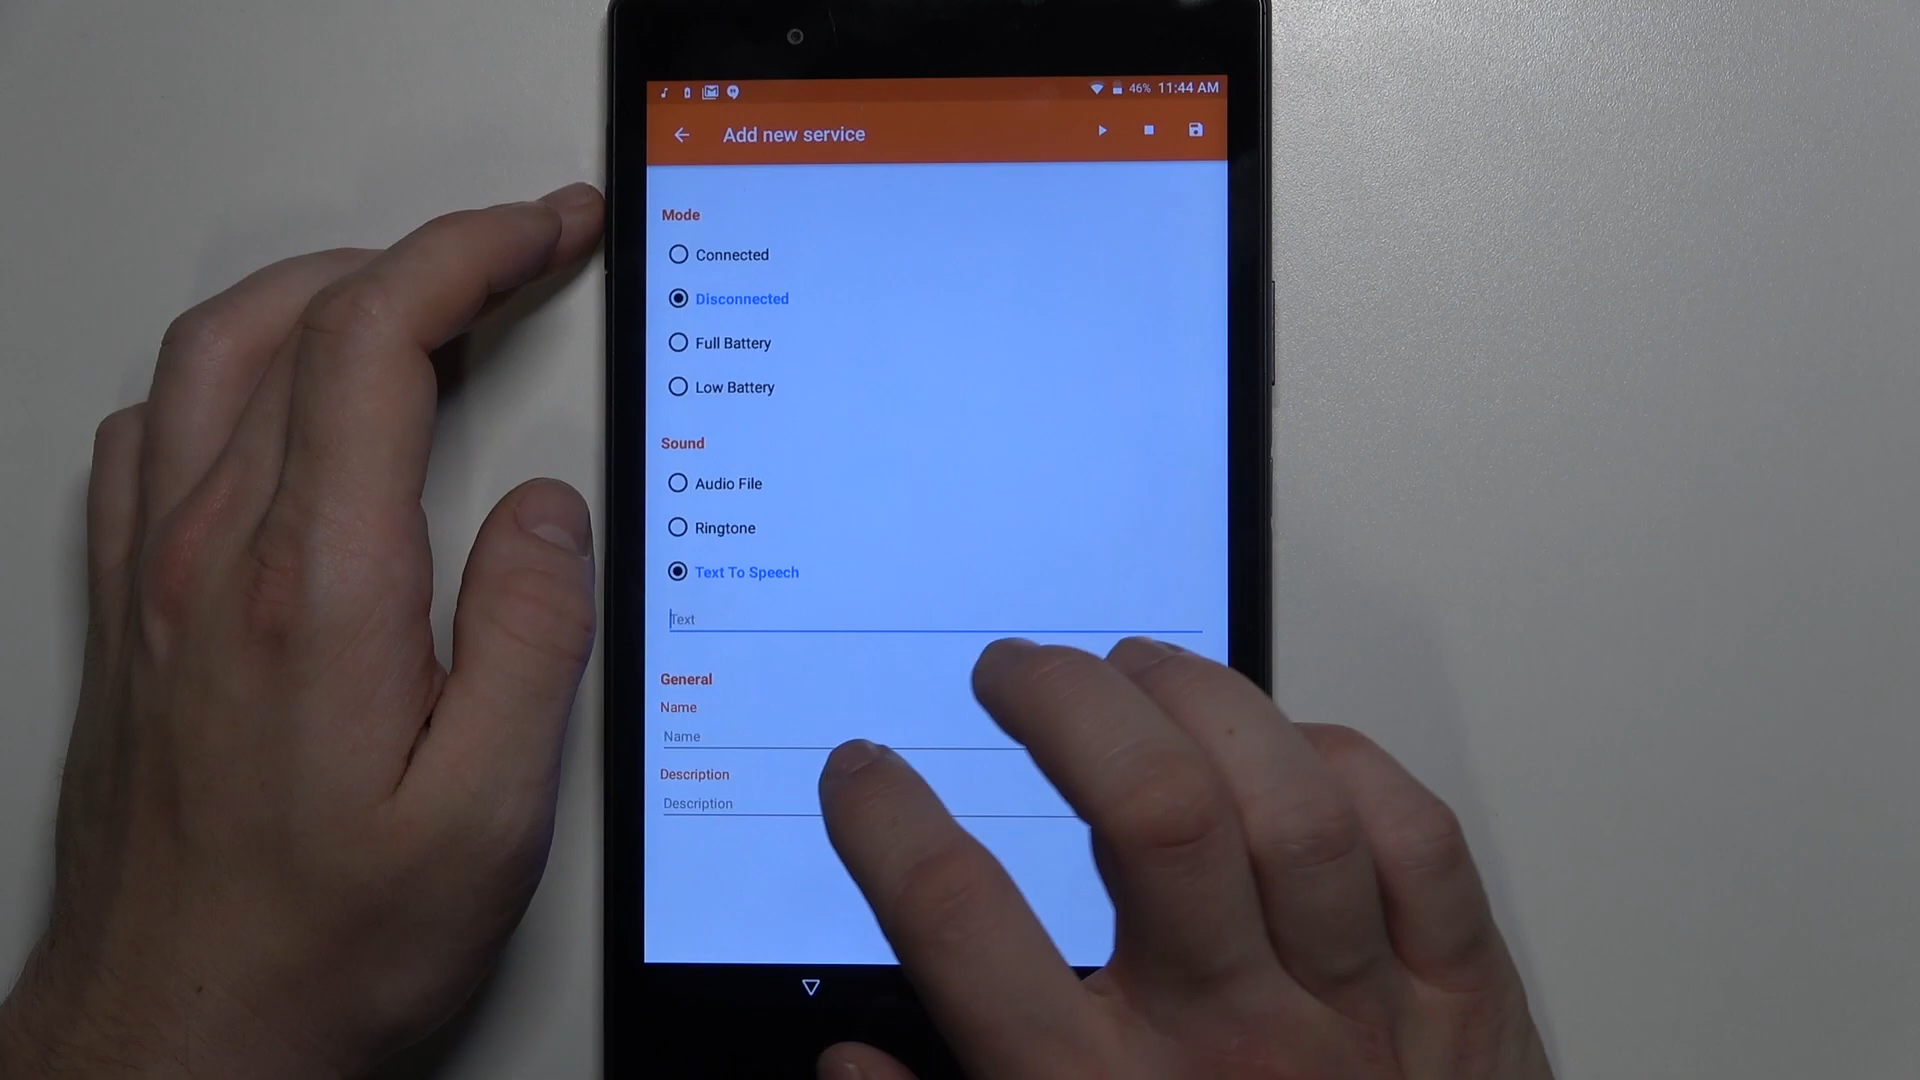 46% 11:44 AM
Add new service
Mode
Connected
Disconnected
Full Battery
Low Battery
Sound
Audio File
Ringtone
Text To Speech
Text
General
Name
Name
Description
Description